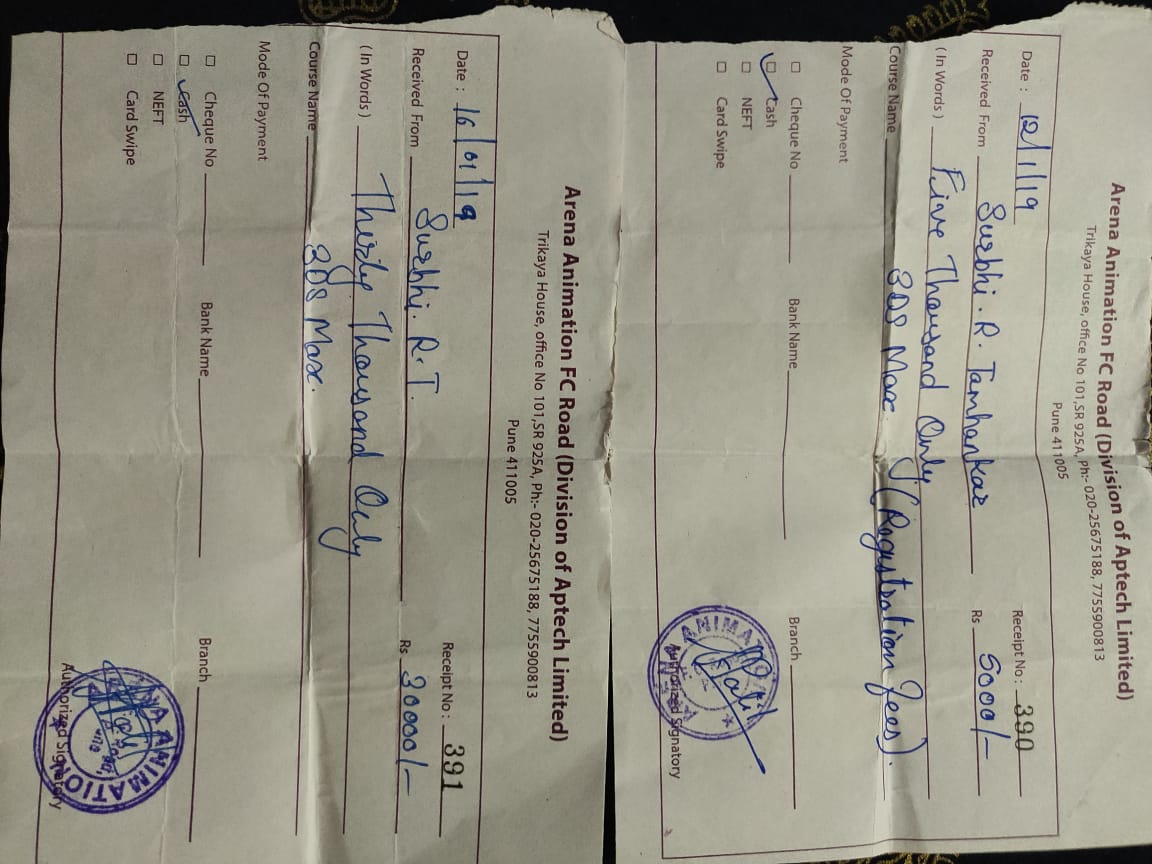 Arena Animation FC Road (Division of Aptech Limited)
Trikaya House, office No 101,SR 925A, Ph:- 020-25675188, 7755900813
Pune 411005
Date : 12/1/19 Receipt No : 390
Received From Surbhi. R. Tamhankar Rs 5000/-
( In Words ) Five Thousand Only
Course Name 3DS Max. (Registration fees).
Mode Of Payment
Cheque No Bank Name Branch
Cash
NEFT
Card Swipe
ANIMAT
Patil
Authorized Signatory
Arena Animation FC Road (Division of Aptech Limited)
Trikaya House, office No 101,SR 925A, Ph:- 020-25675188, 7755900813
Pune 411005
Date : 16/01/19 Receipt No : 391
Received From Surbhi. R.T. Rs 30000/-
( In Words ) Thirty Thousand Only
Course Name 3DS Max.
Mode Of Payment
Cheque No Bank Name Branch
Cash
NEFT
Card Swipe
ANIMATION
Authorized Signatory